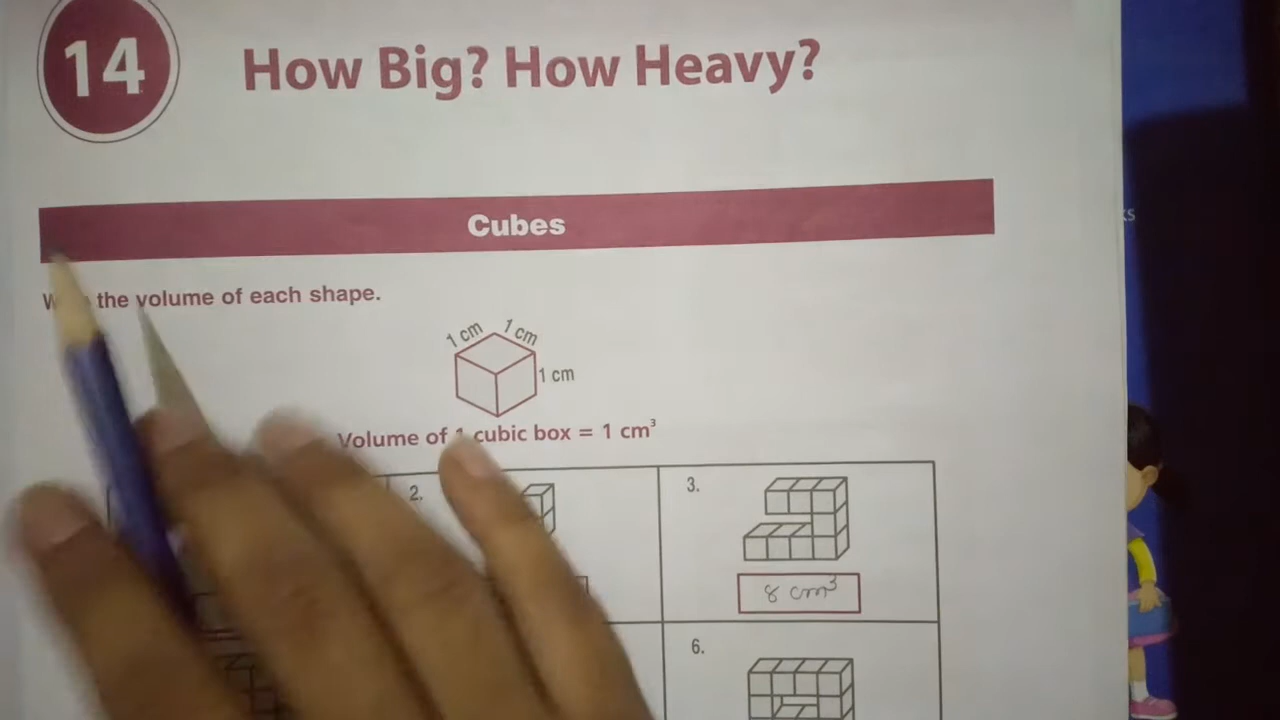 14
How Big? How Heavy?
Cubes
the volume of each shape.
1 cm 1 cm
1 cm
Volume of 1 cubic box = 1 cm³
2.
3.
8 cm³
6.